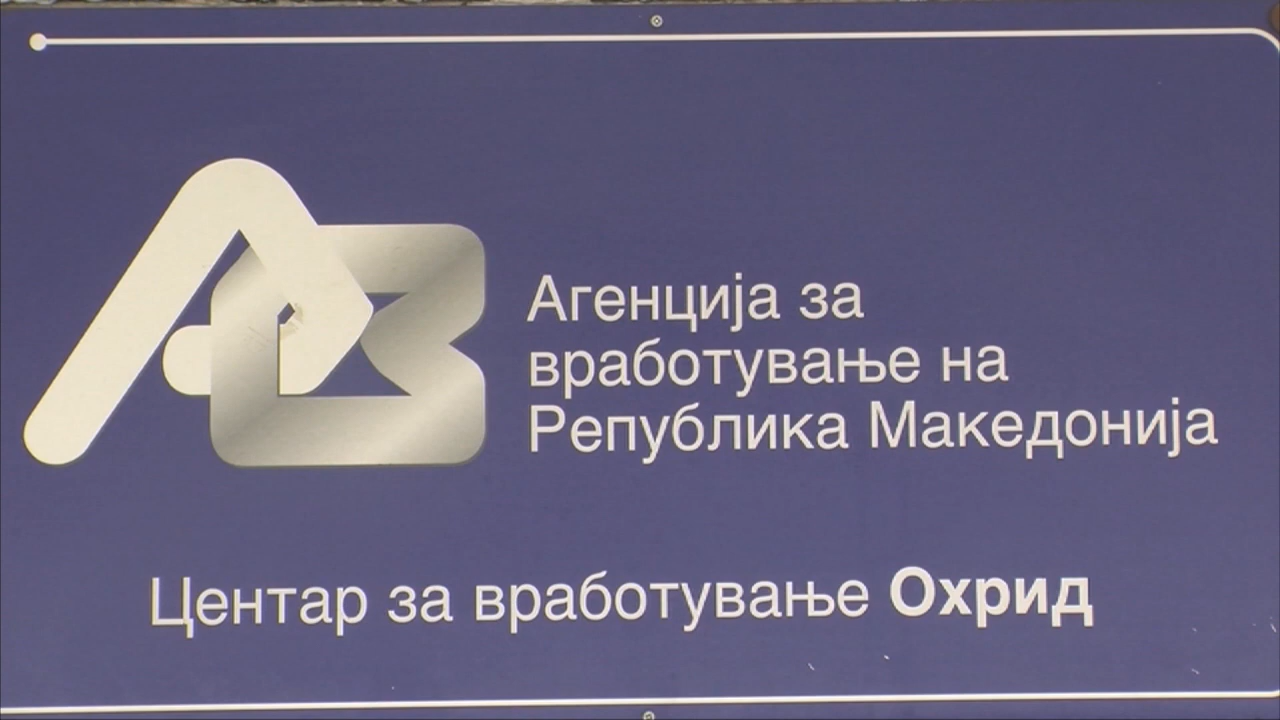 Агенција за
вработување на
Република Македонија
Центар за вработување Охрид